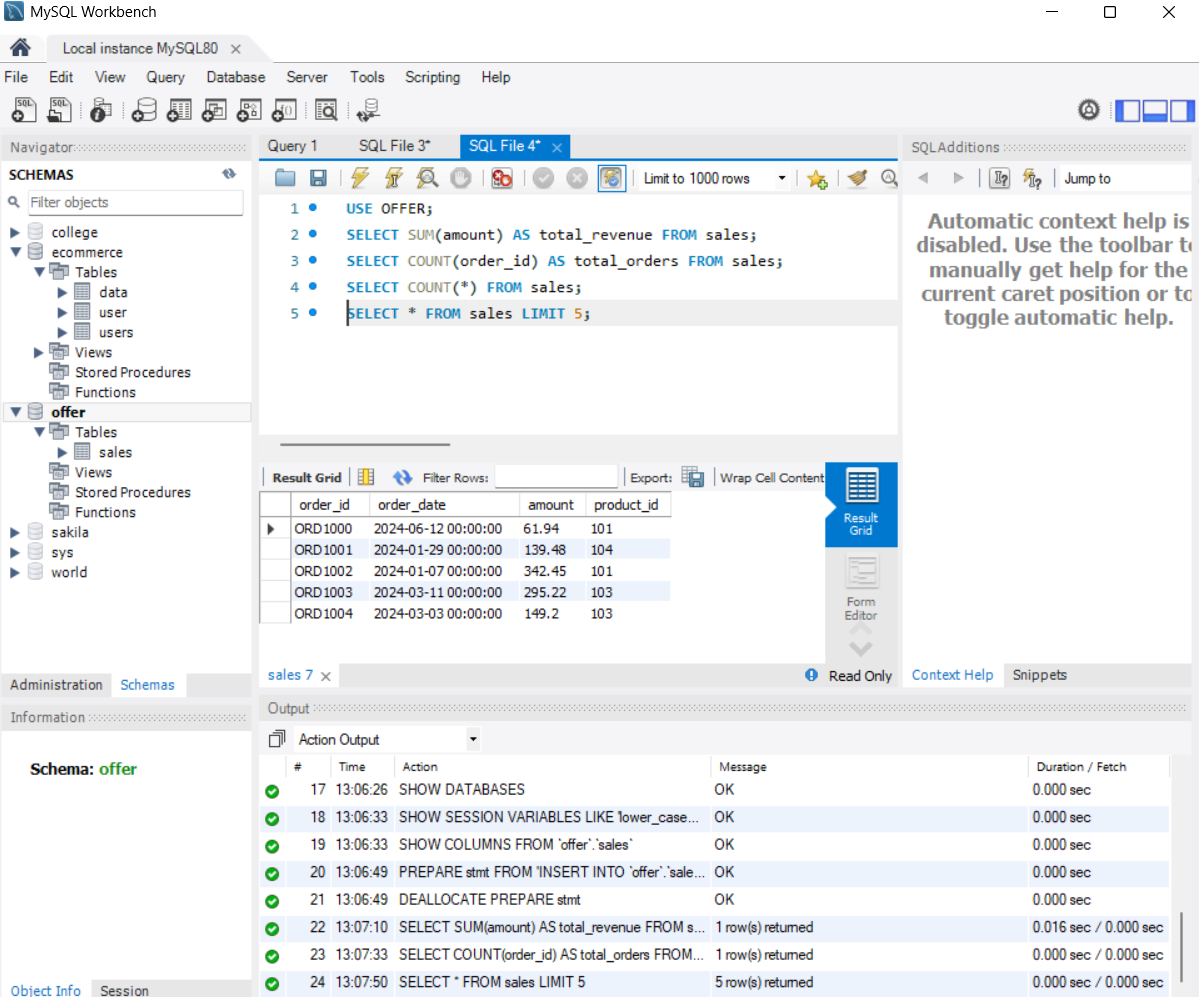 MySQL Workbench
Local instance MySQL80
File Edit View Query Database Server Tools Scripting Help
Navigator
SCHEMAS
Filter objects
college
ecommerce
Tables
data
user
users
Views
Stored Procedures
Functions
offer
Tables
sales
Views
Stored Procedures
Functions
sakila
sys
world
Administration Schemas
Information
Schema: offer
Object Info Session
Query 1 SQL File 3* SQL File 4*
Limit to 1000 rows
1 USE OFFER;
2 SELECT SUM(amount) AS total_revenue FROM sales;
3 SELECT COUNT(order_id) AS total_orders FROM sales;
4 SELECT COUNT(*) FROM sales;
5 SELECT * FROM sales LIMIT 5;
Result Grid Filter Rows: Export: Wrap Cell Content
order_id order_date amount product_id
ORD1000 2024-06-12 00:00:00 61.94 101
ORD1001 2024-01-29 00:00:00 139.48 104
ORD1002 2024-01-07 00:00:00 342.45 101
ORD1003 2024-03-11 00:00:00 295.22 103
ORD1004 2024-03-03 00:00:00 149.2 103
Result
Grid
Form
Editor
sales 7 Read Only
SQLAdditions
Jump to
Automatic context help is
disabled. Use the toolbar to
manually get help for the
current caret position or to
toggle automatic help.
Context Help Snippets
Output
Action Output
# Time Action Message Duration / Fetch
17 13:06:26 SHOW DATABASES OK 0.000 sec
18 13:06:33 SHOW SESSION VARIABLES LIKE 'lower_case... OK 0.000 sec
19 13:06:33 SHOW COLUMNS FROM `offer`.`sales` OK 0.000 sec
20 13:06:49 PREPARE stmt FROM 'INSERT INTO `offer`.`sale... OK 0.000 sec
21 13:06:49 DEALLOCATE PREPARE stmt OK 0.000 sec
22 13:07:10 SELECT SUM(amount) AS total_revenue FROM s... 1 row(s) returned 0.016 sec / 0.000 sec
23 13:07:33 SELECT COUNT(order_id) AS total_orders FROM... 1 row(s) returned 0.000 sec / 0.000 sec
24 13:07:50 SELECT * FROM sales LIMIT 5 5 row(s) returned 0.000 sec / 0.000 sec